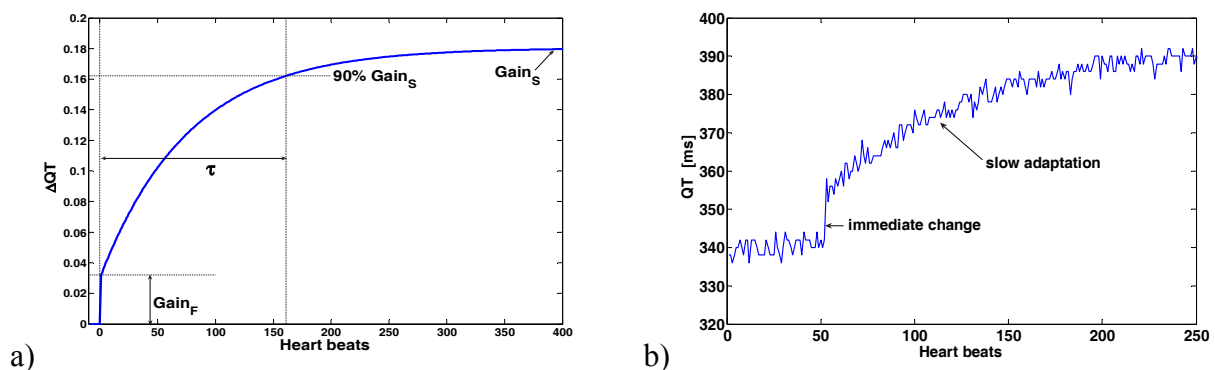 0.2
0.18
0.16
0.14
0.12
0.1
0.08
0.06
0.04
0.02
0
ΔQT
90% Gain_S
Gain_S
τ
Gain_F
0 50 100 150 200 250 300 350 400
Heart beats
a)
400
390
380
370
360
350
340
330
320
QT [ms]
slow adaptation
immediate change
0 50 100 150 200 250
Heart beats
b)